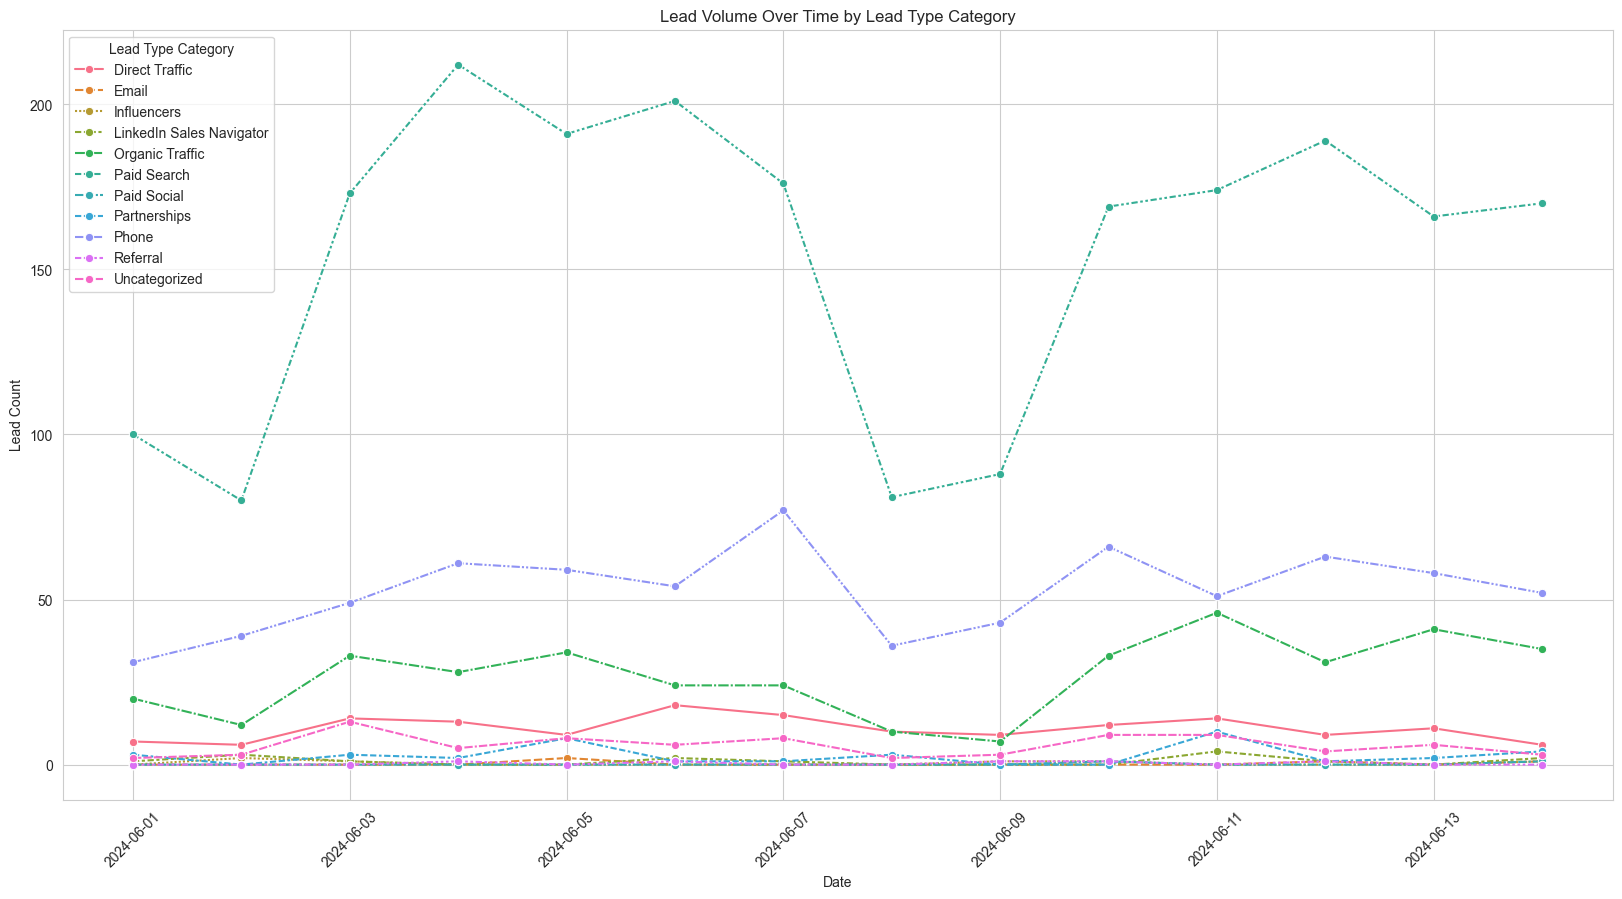 Lead Volume Over Time by Lead Type Category
Lead Type Category
Direct Traffic
Email
Influencers
LinkedIn Sales Navigator
Organic Traffic
Paid Search
Paid Social
Partnerships
Phone
Referral
Uncategorized
Lead Count
200
150
100
50
0
2024-06-01
2024-06-03
2024-06-05
2024-06-07
2024-06-09
2024-06-11
2024-06-13
Date